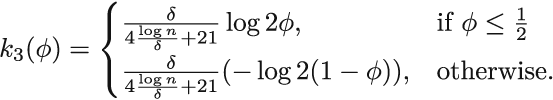 k_3(\phi) = \begin{cases} \frac{\delta}{4\frac{\log n}{\delta}+21} \log 2\phi, & \text{if } \phi \leq \frac{1}{2} \\ \frac{\delta}{4\frac{\log n}{\delta}+21} (-\log 2(1-\phi)), & \text{otherwise.} \end{cases}